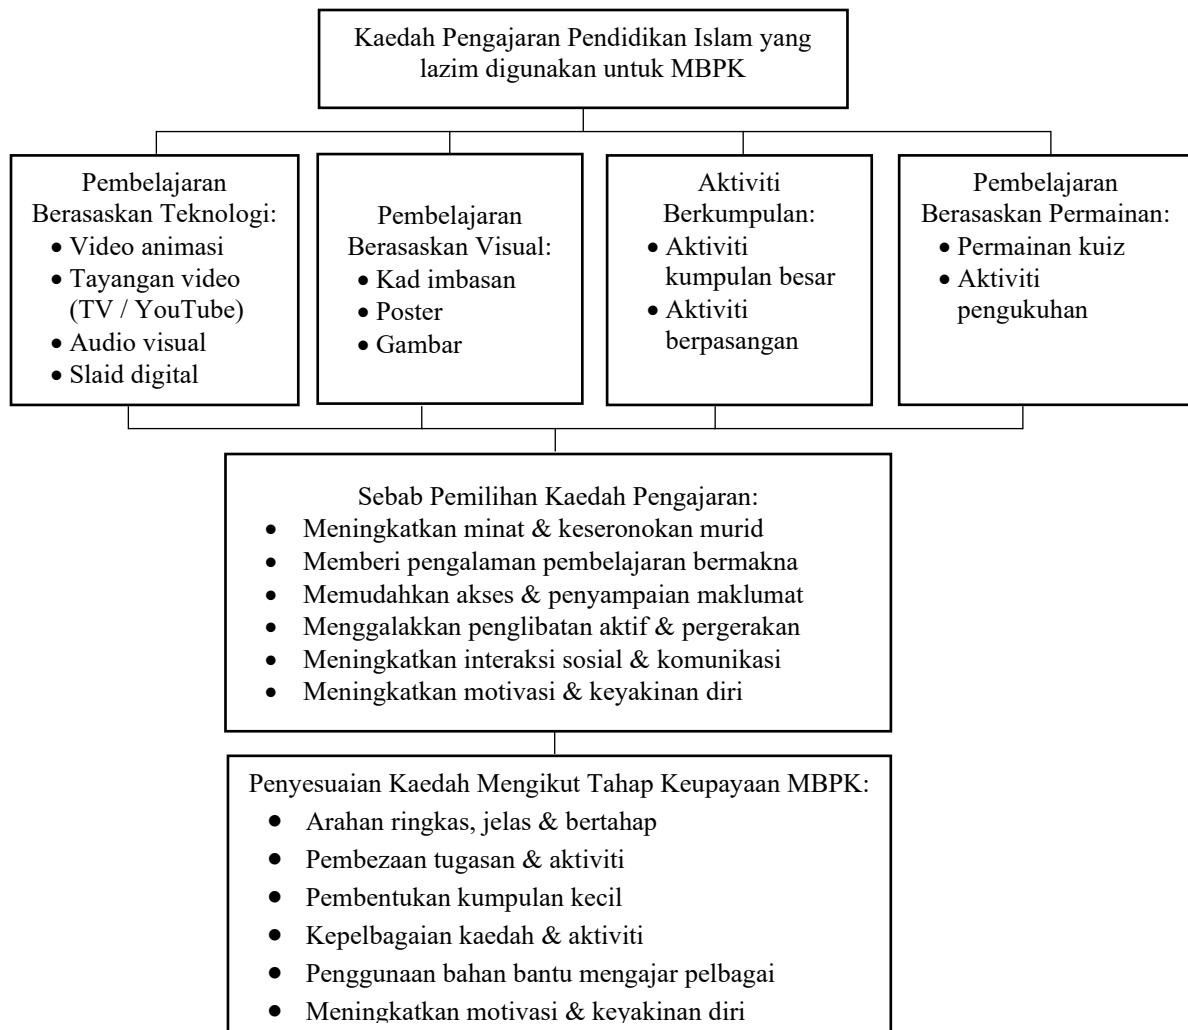 Kaedah Pengajaran Pendidikan Islam yang
lazim digunakan untuk MBPK
Pembelajaran
Berasaskan Teknologi:
• Video animasi
• Tayangan video
(TV / YouTube)
• Audio visual
• Slaid digital
Pembelajaran
Berasaskan Visual:
• Kad imbasan
• Poster
• Gambar
Aktiviti
Berkumpulan:
• Aktiviti
kumpulan besar
• Aktiviti
berpasangan
Pembelajaran
Berasaskan Permainan:
• Permainan kuiz
• Aktiviti
pengukuhan
Sebab Pemilihan Kaedah Pengajaran:
• Meningkatkan minat & keseronokan murid
• Memberi pengalaman pembelajaran bermakna
• Memudahkan akses & penyampaian maklumat
• Menggalakkan penglibatan aktif & pergerakan
• Meningkatkan interaksi sosial & komunikasi
• Meningkatkan motivasi & keyakinan diri
Penyesuaian Kaedah Mengikut Tahap Keupayaan MBPK:
• Arahan ringkas, jelas & bertahap
• Pembezaan tugasan & aktiviti
• Pembentukan kumpulan kecil
• Kepelbagaian kaedah & aktiviti
• Penggunaan bahan bantu mengajar pelbagai
• Meningkatkan motivasi & keyakinan diri